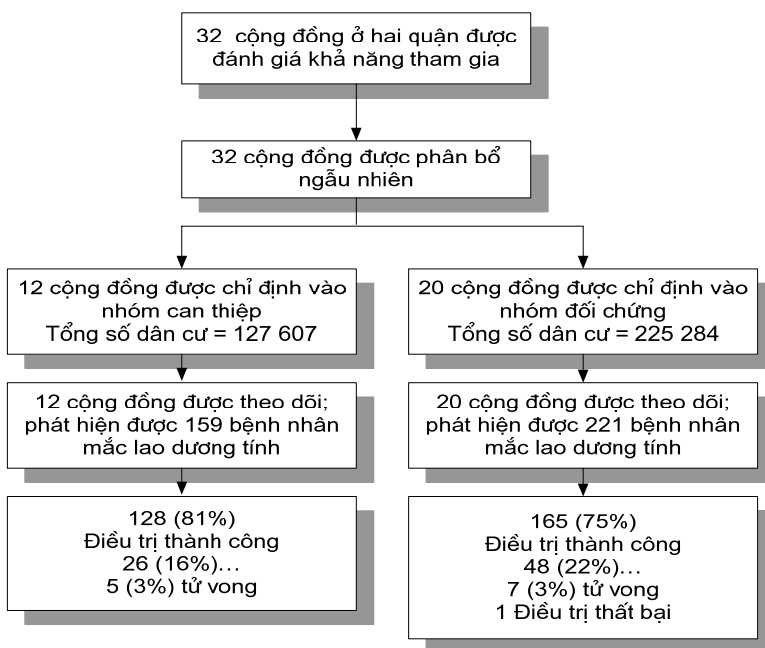 32 cộng đồng ở hai quận được
đánh giá khả năng tham gia
32 cộng đồng được phân bổ
ngẫu nhiên
12 cộng đồng được chỉ định vào
nhóm can thiệp
Tổng số dân cư = 127 607
20 cộng đồng được chỉ định vào
nhóm đối chứng
Tổng số dân cư = 225 284
12 cộng đồng được theo dõi;
phát hiện được 159 bệnh nhân
mắc lao dương tính
20 cộng đồng được theo dõi;
phát hiện được 221 bệnh nhân
mắc lao dương tính
128 (81%)
Điều trị thành công
26 (16%)...
5 (3%) tử vong
165 (75%)
Điều trị thành công
48 (22%)...
7 (3%) tử vong
1 Điều trị thất bại